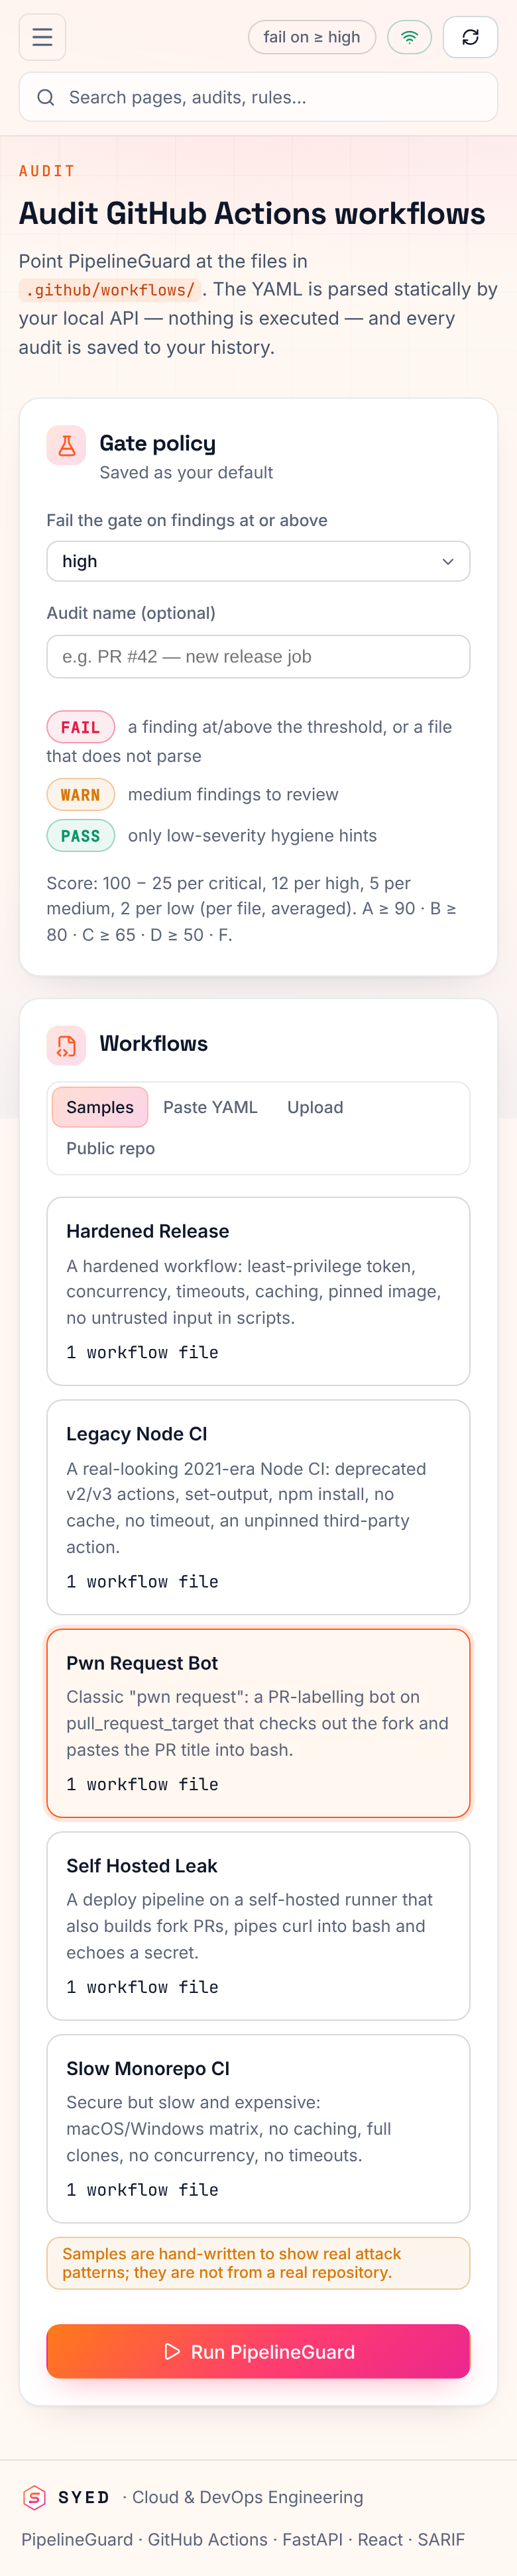 fail on ≥ high
Search pages, audits, rules...
AUDIT
Audit GitHub Actions workflows
Point PipelineGuard at the files in
.github/workflows/. The YAML is parsed statically by
your local API — nothing is executed — and every
audit is saved to your history.
Gate policy
Saved as your default
Fail the gate on findings at or above
high
Audit name (optional)
e.g. PR #42 — new release job
FAIL a finding at/above the threshold, or a file
that does not parse
WARN medium findings to review
PASS only low-severity hygiene hints
Score: 100 − 25 per critical, 12 per high, 5 per
medium, 2 per low (per file, averaged). A ≥ 90 · B ≥
80 · C ≥ 65 · D ≥ 50 · F.
Workflows
Samples Paste YAML Upload
Public repo
Hardened Release
A hardened workflow: least-privilege token,
concurrency, timeouts, caching, pinned image,
no untrusted input in scripts.
1 workflow file
Legacy Node CI
A real-looking 2021-era Node CI: deprecated
v2/v3 actions, set-output, npm install, no
cache, no timeout, an unpinned third-party
action.
1 workflow file
Pwn Request Bot
Classic "pwn request": a PR-labelling bot on
pull_request_target that checks out the fork and
pastes the PR title into bash.
1 workflow file
Self Hosted Leak
A deploy pipeline on a self-hosted runner that
also builds fork PRs, pipes curl into bash and
echoes a secret.
1 workflow file
Slow Monorepo CI
Secure but slow and expensive:
macOS/Windows matrix, no caching, full
clones, no concurrency, no timeouts.
1 workflow file
Samples are hand-written to show real attack
patterns; they are not from a real repository.
Run PipelineGuard
SYED · Cloud & DevOps Engineering
PipelineGuard · GitHub Actions · FastAPI · React · SARIF